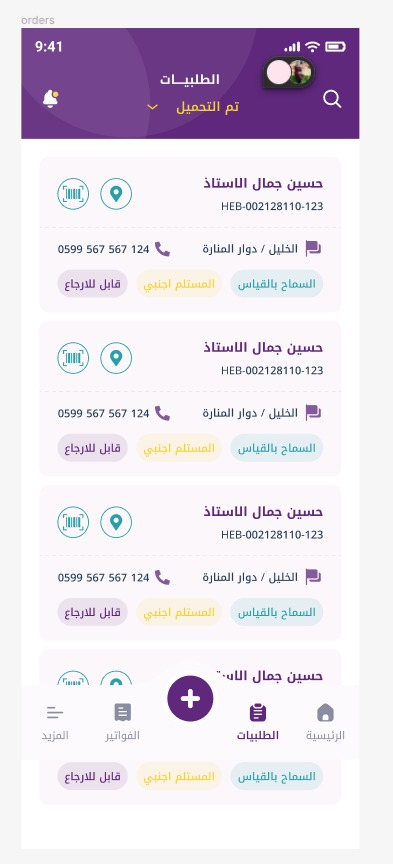 orders
9:41
الطلبيــات
تم التحميل
حسين جمال الاستاذ
HEB-002128110-123
الخليل / دوار المنارة
0599 567 567 124
السماح بالقياس
المستلم اجنبي
قابل للارجاع
حسين جمال الاستاذ
HEB-002128110-123
الخليل / دوار المنارة
0599 567 567 124
السماح بالقياس
المستلم اجنبي
قابل للارجاع
حسين جمال الاستاذ
HEB-002128110-123
الخليل / دوار المنارة
0599 567 567 124
السماح بالقياس
المستلم اجنبي
قابل للارجاع
حسين جمال
الرئيسية
الطلبيات
الفواتير
المزيد
السماح بالقياس
المستلم اجنبي
قابل للارجاع